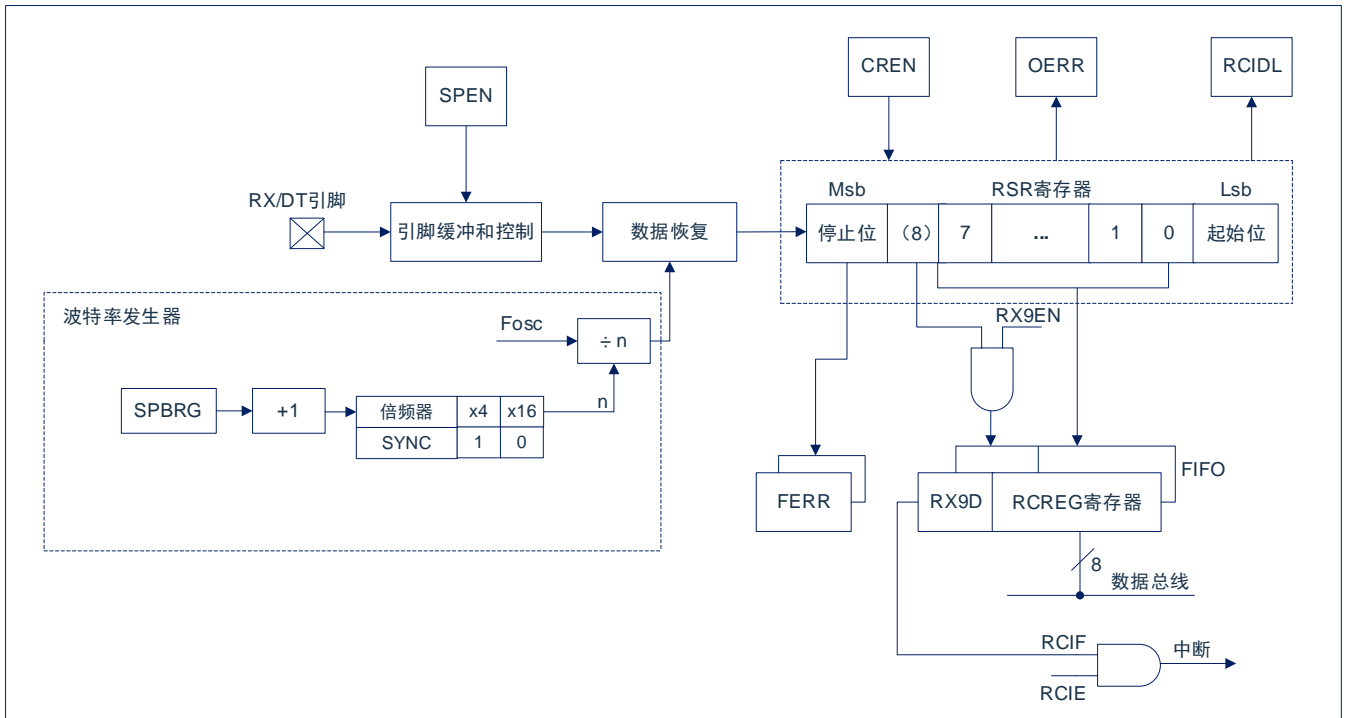 CREN
OERR
RCIDL
SPEN
Msb
RSR寄存器
Lsb
RX/DT引脚
引脚缓冲和控制
数据恢复
停止位
（8）
7
...
1
0
起始位
波特率发生器
Fosc
÷ n
RX9EN
SPBRG
+1
倍频器
x4
x16
n
SYNC
1
0
FIFO
FERR
RX9D
RCREG寄存器
8
数据总线
RCIF
中断
RCIE